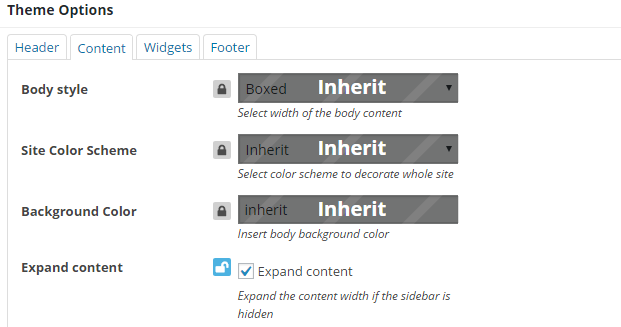 Theme Options
Header Content Widgets Footer
Body style Boxed Inherit
Select width of the body content
Site Color Scheme Inherit Inherit
Select color scheme to decorate whole site
Background Color inherit Inherit
Insert body background color
Expand content Expand content
Expand the content width if the sidebar is
hidden